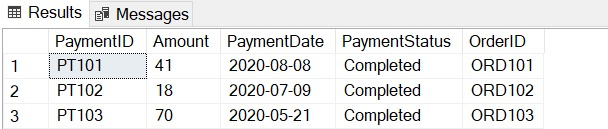 Results Messages
PaymentID Amount PaymentDate PaymentStatus OrderID
1 PT101 41 2020-08-08 Completed ORD101
2 PT102 18 2020-07-09 Completed ORD102
3 PT103 70 2020-05-21 Completed ORD103